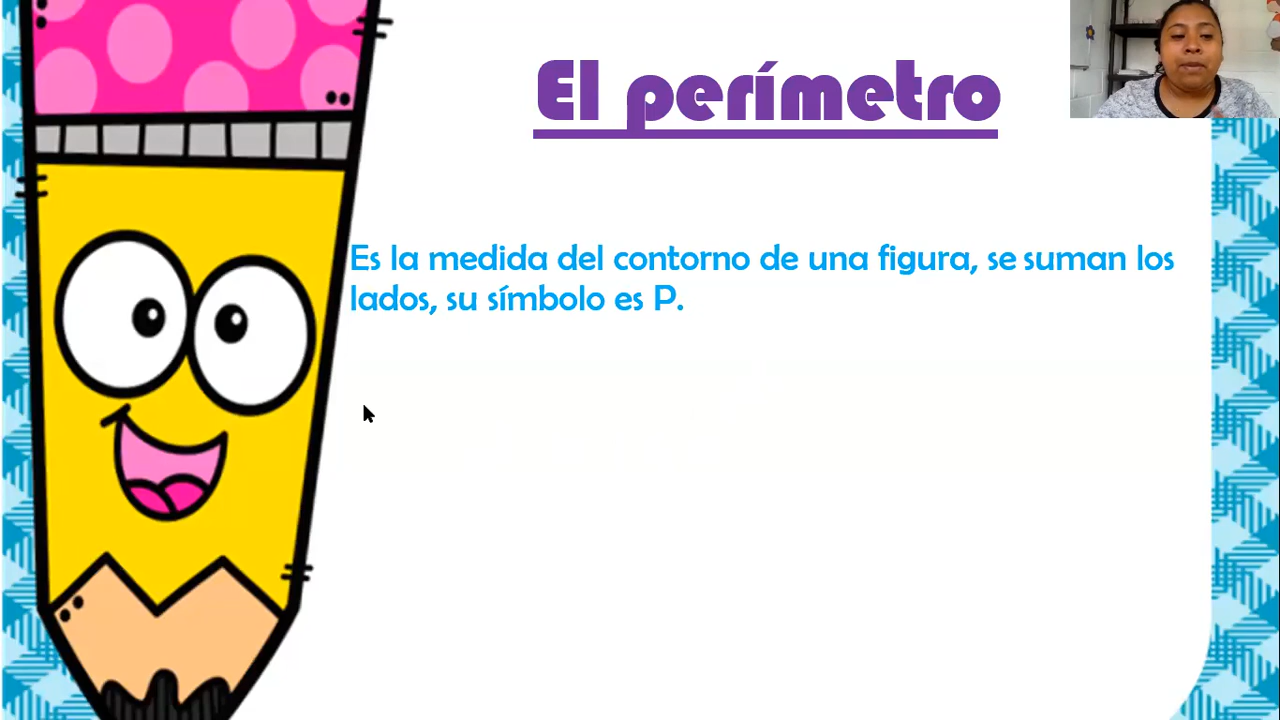 El perímetro
Es la medida del contorno de una figura, se suman los
lados, su símbolo es P.